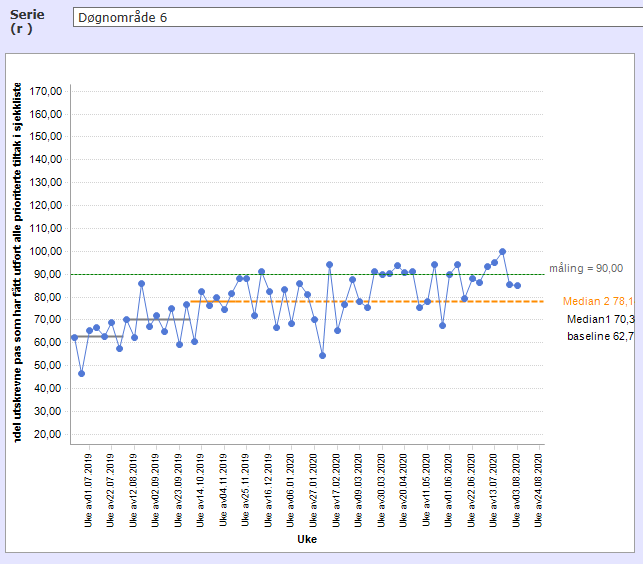 Serie
(r )
Døgnområde 6
ndel utskrevne pas som har fått utført alle prioriterte tiltak i sjekkliste
170,00
160,00
150,00
140,00
130,00
120,00
110,00
100,00
90,00
80,00
70,00
60,00
50,00
40,00
30,00
20,00
måling = 90,00
Median 2 78,1
Median1 70,3
baseline 62,7
Uke av01.07.2019
Uke av22.07.2019
Uke av12.08.2019
Uke av02.09.2019
Uke av23.09.2019
Uke av14.10.2019
Uke av04.11.2019
Uke av25.11.2019
Uke av16.12.2019
Uke av06.01.2020
Uke av27.01.2020
Uke av17.02.2020
Uke av09.03.2020
Uke av30.03.2020
Uke av20.04.2020
Uke av11.05.2020
Uke av01.06.2020
Uke av22.06.2020
Uke av13.07.2020
Uke av03.08.2020
Uke av24.08.2020
Uke